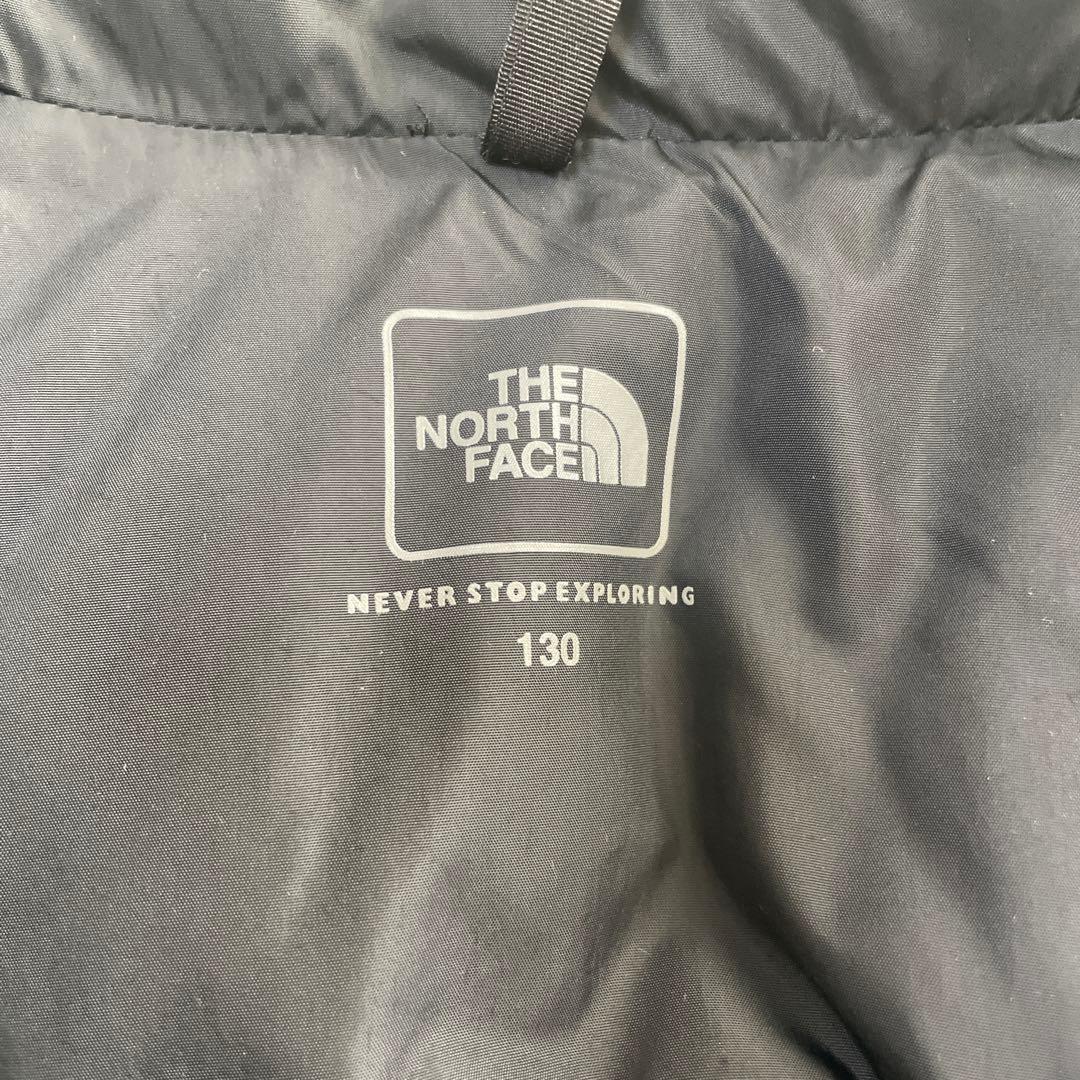 THE
NORTH
FACE
NEVER STOP EXPLORING
130